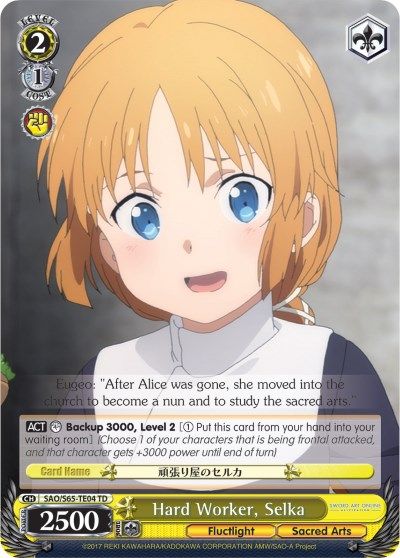 LEVEL
2
1
COST
Eugeo: "After Alice was gone, she moved into the
church to become a nun and to study the sacred arts."
ACT Backup 3000, Level 2 [① Put this card from your hand into your
waiting room] (Choose 1 of your characters that is being frontal attacked,
and that character gets +3000 power until end of turn)
Card Name 頑張り屋のセルカ
CH SAO/S65-TE04 TD
POWER 2500
SOUL
Hard Worker, Selka
SWORD ART ONLINE
Fluctlight Sacred Arts
©2017 REKI KAWAHARA/KADOKAWA CORPORATION AMW/SAO-A Project